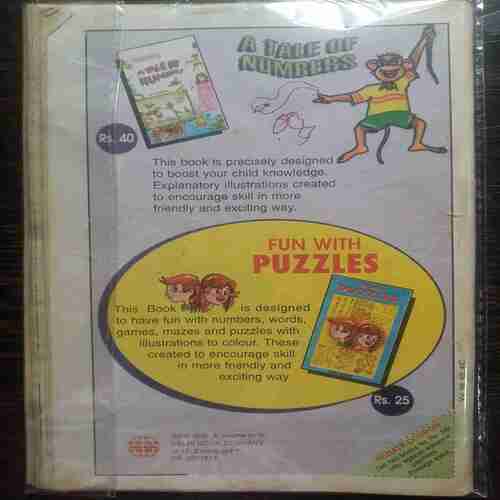 A TALE OF
NUMBERS
Rs. 40
This book is precisely designed
to boost your child knowledge.
Explanatory illustrations created
to encourage skill in more
friendly and exciting way.
FUN WITH
PUZZLES
This Book is designed
to have fun with numbers, words,
games, mazes and puzzles with
illustrations to colour. These
created to encourage skill
in more friendly and
exciting way
Rs. 25